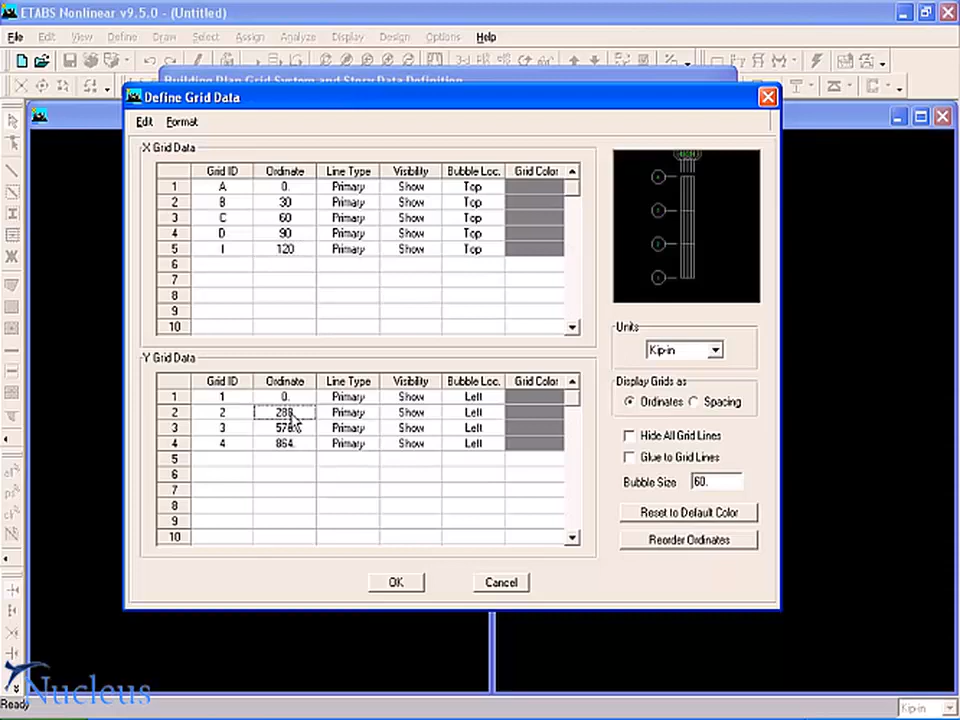 ETABS Nonlinear v9.5.0 - (Untitled)
File Edit View Define Draw Select Assign Analyze Display Design Options Help
Building Plan Grid System and Story Data Definition
Define Grid Data
Edit Format
X Grid Data
Grid ID Ordinate Line Type Visibility Bubble Loc. Grid Color
1 A 0. Primary Show Top
2 B 30 Primary Show Top
3 C 60 Primary Show Top
4 D 90 Primary Show Top
5 I 120 Primary Show Top
6
7
8
9
10
Units
Kip-in
Y Grid Data
Grid ID Ordinate Line Type Visibility Bubble Loc. Grid Color
1 1 0. Primary Show Left
2 2 288. Primary Show Left
3 3 576. Primary Show Left
4 4 864. Primary Show Left
5
6
7
8
9
10
Display Grids as
Ordinates Spacing
Hide All Grid Lines
Glue to Grid Lines
Bubble Size 60.
Reset to Default Color
Reorder Ordinates
OK Cancel
Nucleus
Ready
Kip-in